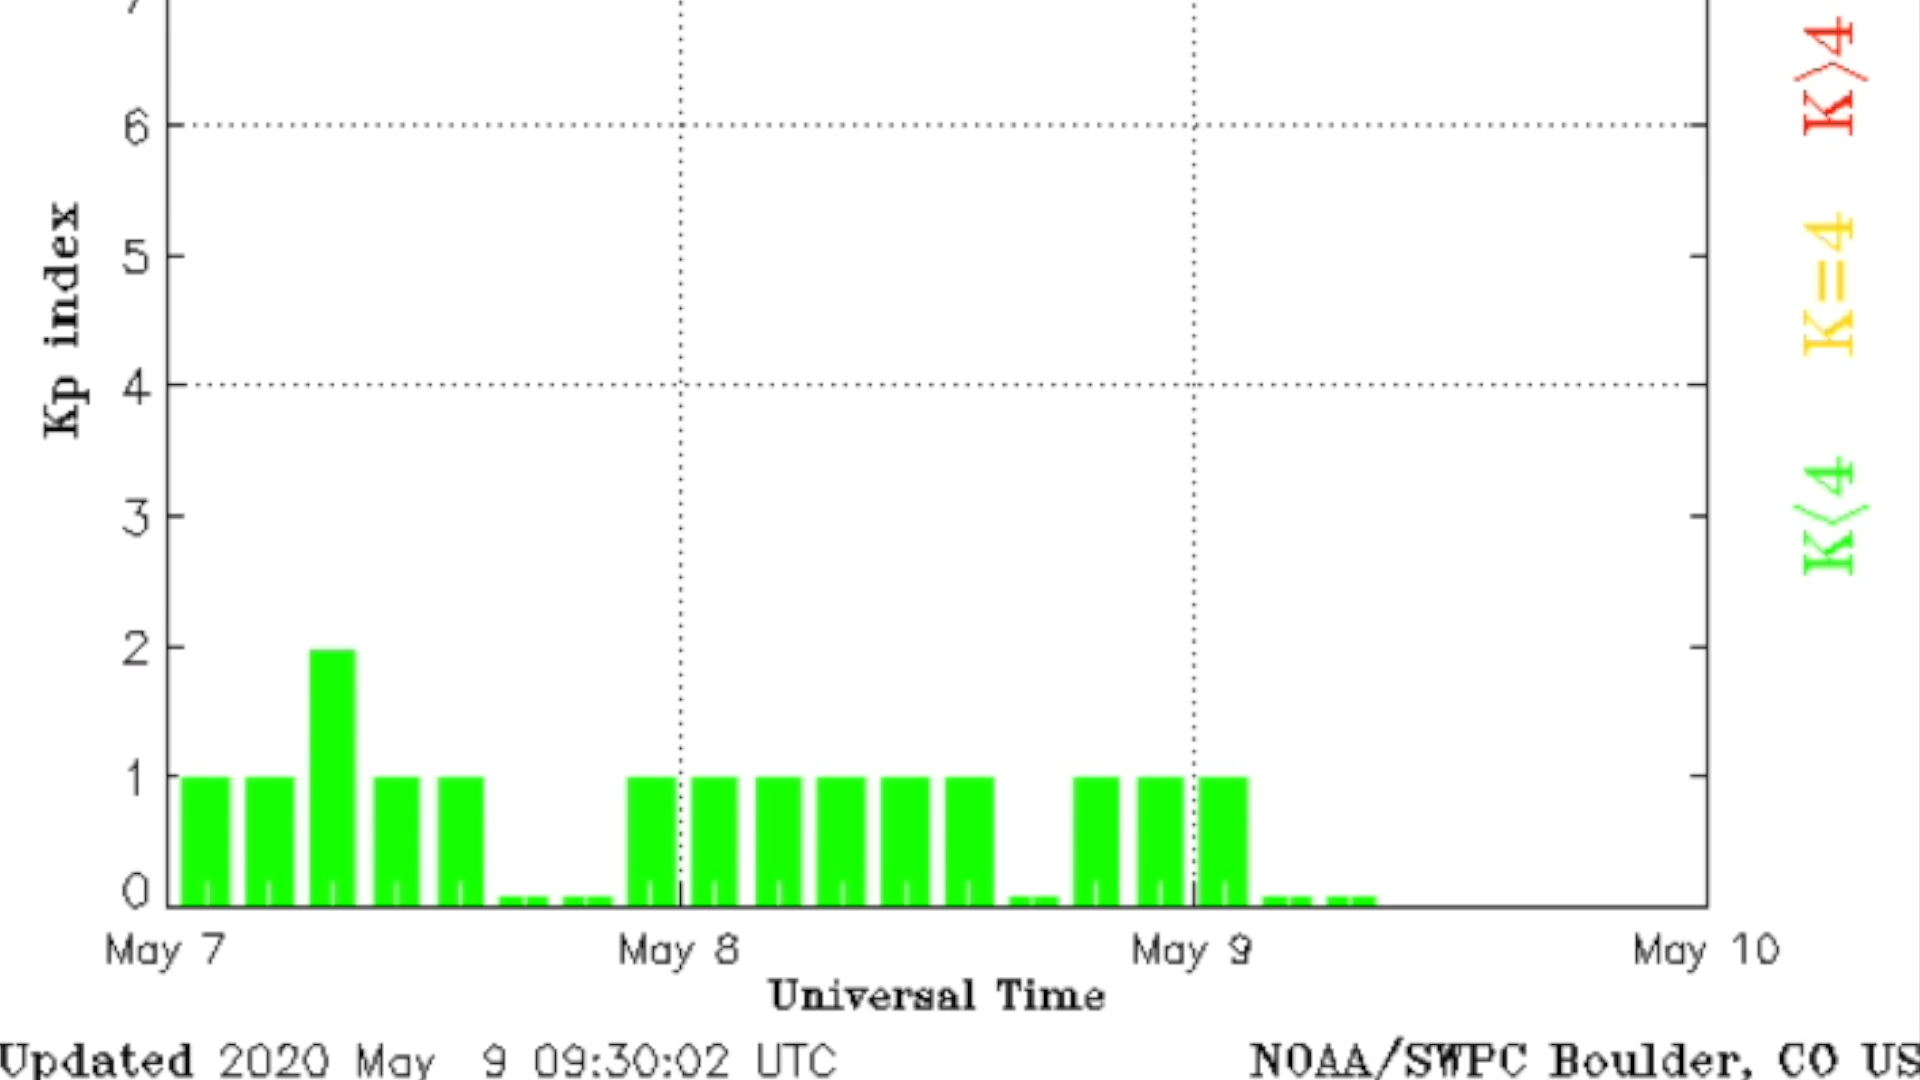 7
6
5
4
3
2
1
0
Kp index
K>4
K=4
K<4
May 7
May 8
May 9
May 10
Universal Time
Updated 2020 May 9 09:30:02 UTC
NOAA/SWPC Boulder, CO US